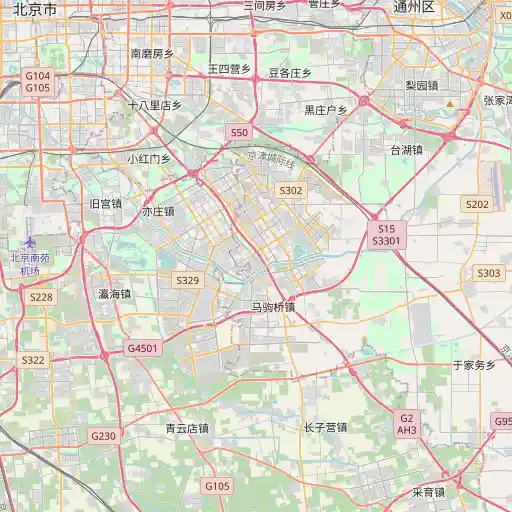 北京市
三间房乡
管庄乡
通州区
X0
南磨房乡
王四营乡
豆各庄乡
G104
G105
梨园镇
十八里店乡
黑庄户乡
张家湾
S50
台湖镇
小红门乡
京津城际线
S302
旧宫镇
亦庄镇
S202
S15
S3301
北京南苑
机场
S303
S329
瀛海镇
S228
马驹桥镇
G4501
S322
于家务乡
G2
AH3
G95
G230
青云店镇
长子营镇
G105
采育镇